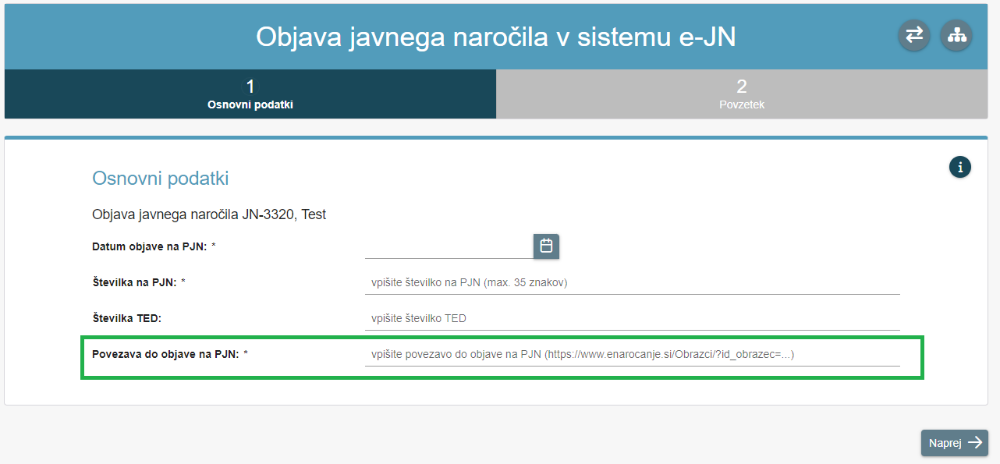 Objava javnega naročila v sistemu e-JN
1
Osnovni podatki
2
Povzetek
Osnovni podatki
i
Objava javnega naročila JN-3320, Test
Datum objave na PJN: *
Številka na PJN: * vpišite številko na PJN (max. 35 znakov)
Številka TED: vpišite številko TED
Povezava do objave na PJN: * vpišite povezavo do objave na PJN (https://www.enarocanje.si/Obrazci/?id_obrazec=...)
Naprej